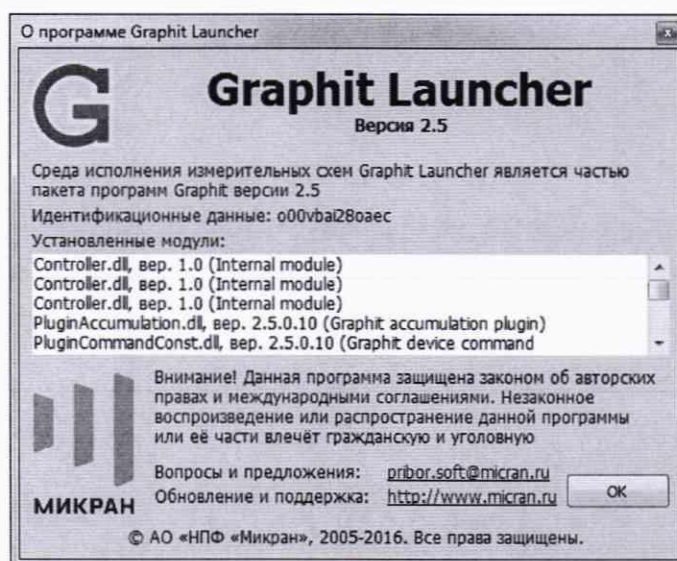 О программе Graphit Launcher
G
Graphit Launcher
Версия 2.5
Среда исполнения измерительных схем Graphit Launcher является частью
пакета программ Graphit версии 2.5
Идентификационные данные: o00vbai28oaec
Установленные модули:
Controller.dll, вер. 1.0 (Internal module)
Controller.dll, вер. 1.0 (Internal module)
Controller.dll, вер. 1.0 (Internal module)
PluginAccumulation.dll, вер. 2.5.0.10 (Graphit accumulation plugin)
PluginCommandConst.dll, вер. 2.5.0.10 (Graphit device command
Внимание! Данная программа защищена законом об авторских
правах и международными соглашениями. Незаконное
воспроизведение или распространение данной программы
или её части влечёт гражданскую и уголовную
Вопросы и предложения: pribor.soft@micran.ru
Обновление и поддержка: http://www.micran.ru
OK
МИКРАН
© АО «НПФ «Микран», 2005-2016. Все права защищены.